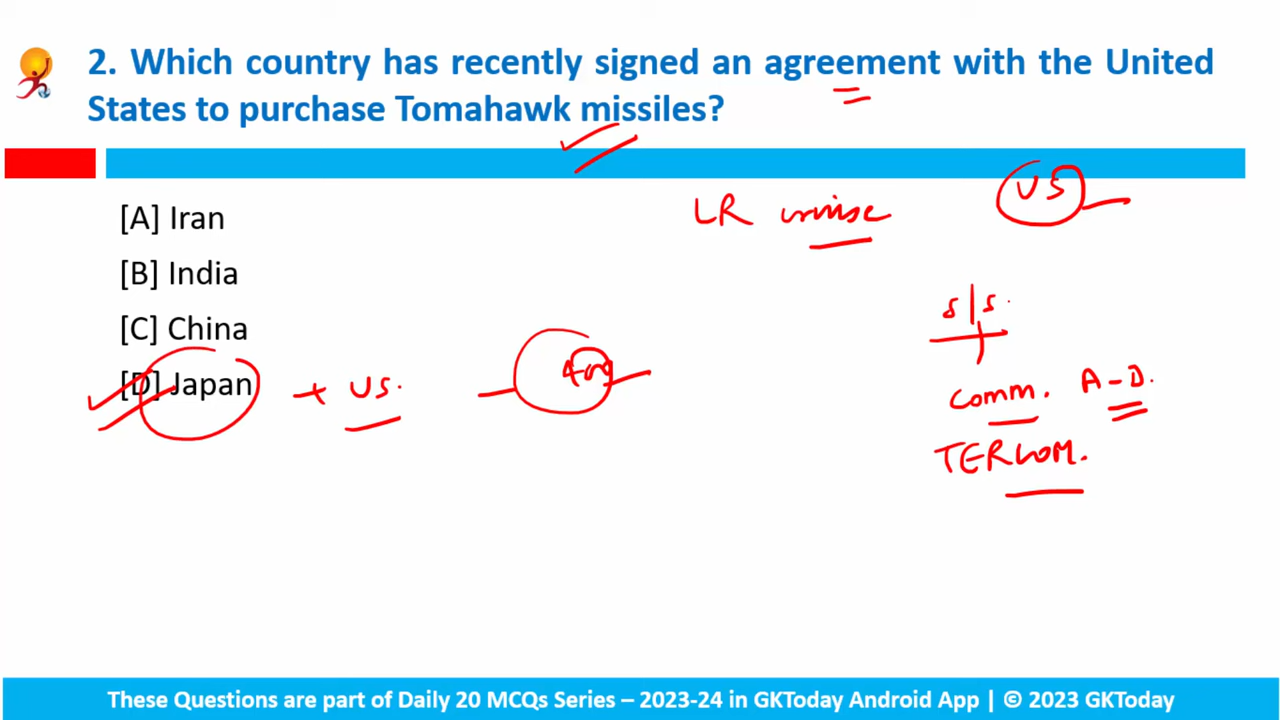 2. Which country has recently signed an agreement with the United
States to purchase Tomahawk missiles?
US
LR cruise
[A] Iran
[B] India
S|S.
[C] China
[D] Japan + US.
Comm. A-D.
TERCOM.
These Questions are part of Daily 20 MCQs Series – 2023-24 in GKToday Android App | © 2023 GKToday